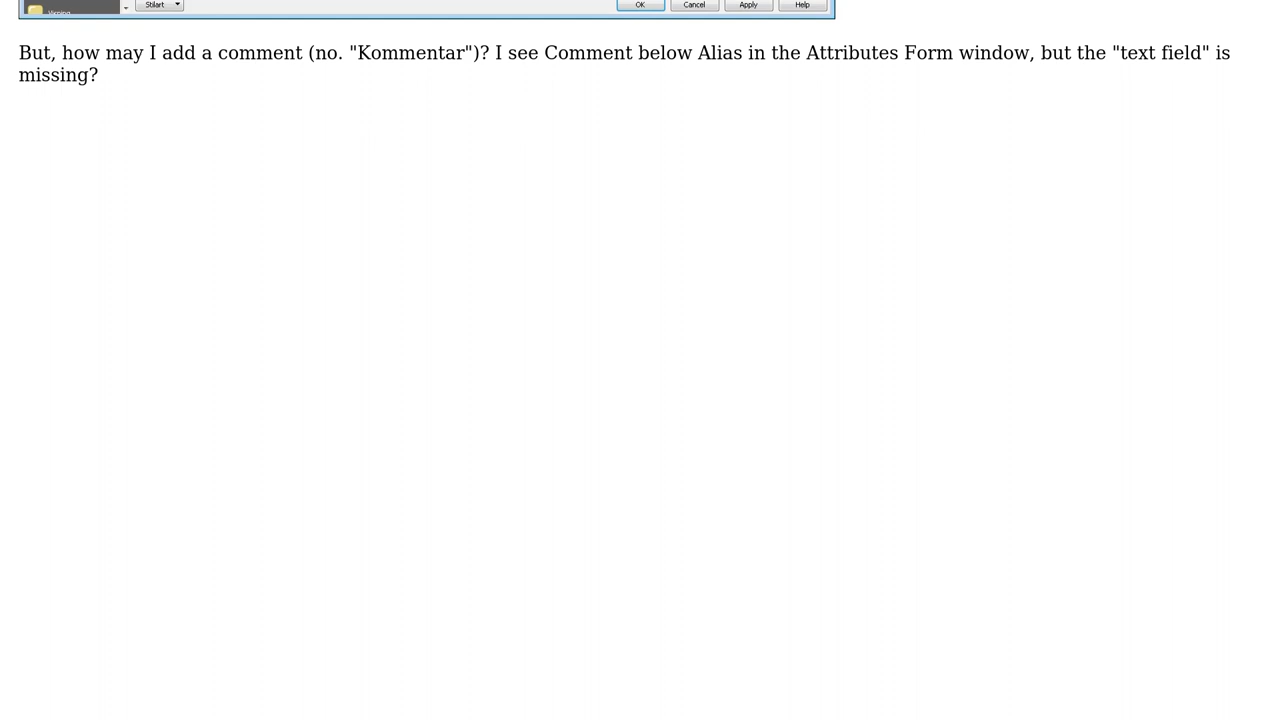 Stilart OK Cancel Apply Help
But, how may I add a comment (no. "Kommentar")? I see Comment below Alias in the Attributes Form window, but the "text field" is
missing?